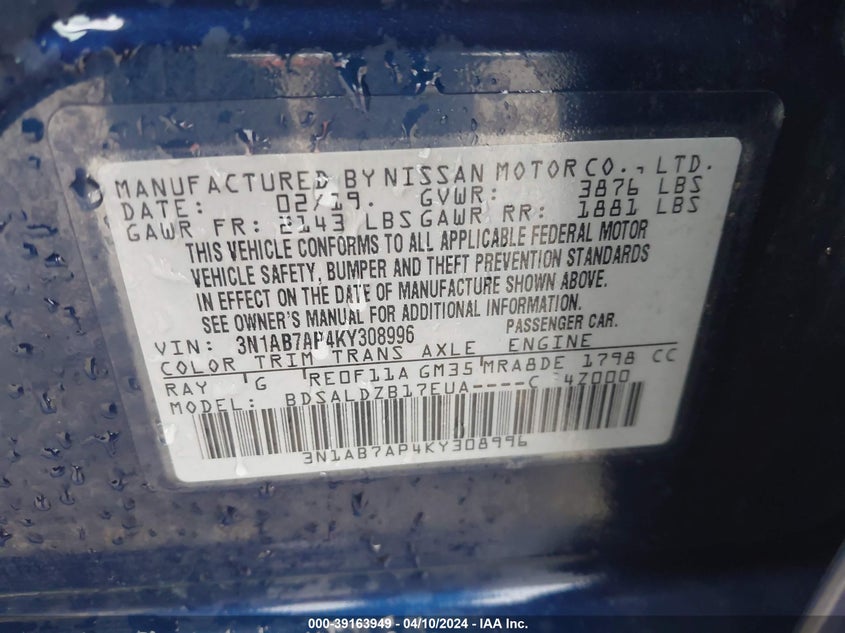 MANUFACTURED BY NISSAN MOTOR CO., LTD.
DATE: 02/19. GVWR: 3876 LBS
GAWR FR: 2143 LBS GAWR RR: 1881 LBS
THIS VEHICLE CONFORMS TO ALL APPLICABLE FEDERAL MOTOR
VEHICLE SAFETY, BUMPER AND THEFT PREVENTION STANDARDS
IN EFFECT ON THE DATE OF MANUFACTURE SHOWN ABOVE.
SEE OWNER'S MANUAL FOR ADDITIONAL INFORMATION.
VIN: 3N1AB7AP4KY308996 PASSENGER CAR.
COLOR TRIM TRANS AXLE ENGINE
RAY G RE0F11A GM35 MRA8DE 1798 CC
MODEL: BDSALDZB17EUA----C 4Z000
3N1AB7AP4KY308996
000-39163949 - 04/10/2024 - IAA Inc.